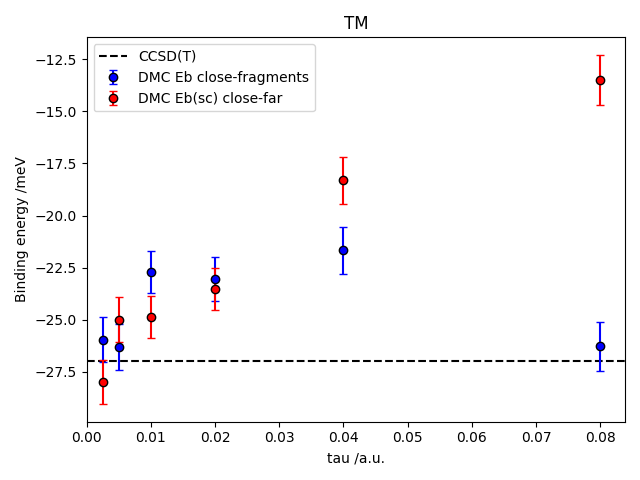 TM
CCSD(T)
DMC Eb close-fragments
DMC Eb(sc) close-far
Binding energy /meV
−12.5
−15.0
−17.5
−20.0
−22.5
−25.0
−27.5
0.00 0.01 0.02 0.03 0.04 0.05 0.06 0.07 0.08
tau /a.u.